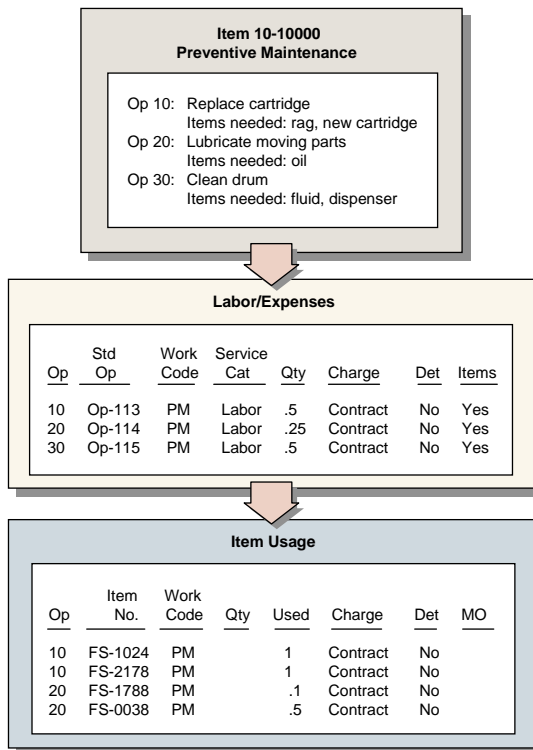 Item 10-10000
Preventive Maintenance
Op 10: Replace cartridge
Items needed: rag, new cartridge
Op 20: Lubricate moving parts
Items needed: oil
Op 30: Clean drum
Items needed: fluid, dispenser
Labor/Expenses
Std Work Service
Op Op Code Cat Qty Charge Det Items
10 Op-113 PM Labor .5 Contract No Yes
20 Op-114 PM Labor .25 Contract No Yes
30 Op-115 PM Labor .5 Contract No Yes
Item Usage
Item Work
Op No. Code Qty Used Charge Det MO
10 FS-1024 PM 1 Contract No
10 FS-2178 PM 1 Contract No
20 FS-1788 PM .1 Contract No
20 FS-0038 PM .5 Contract No